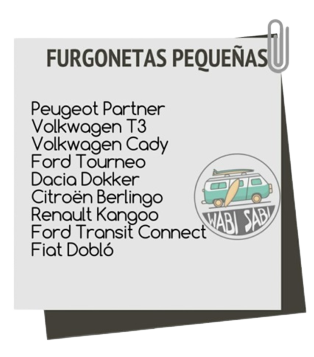 FURGONETAS PEQUEÑAS
Peugeot Partner
Volkwagen T3
Volkwagen Cady
Ford Tourneo
Dacia Dokker
Citroën Berlingo
Renault Kangoo
Ford Transit Connect
Fiat Dobló
WABI SABI